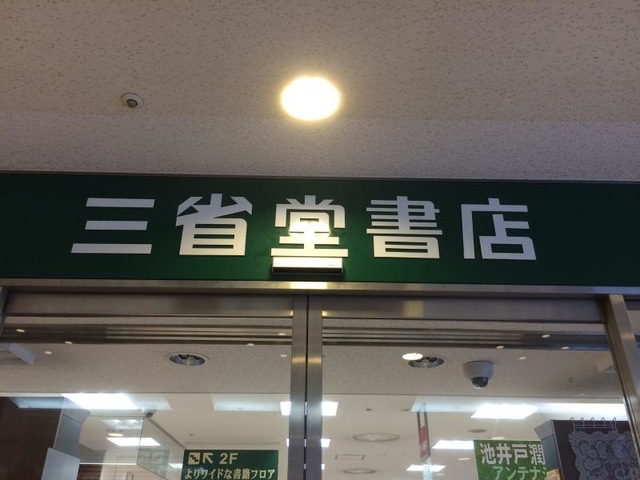 三省堂書店
2F
よりワイドな書籍フロア
池井戸潤
アンテナ